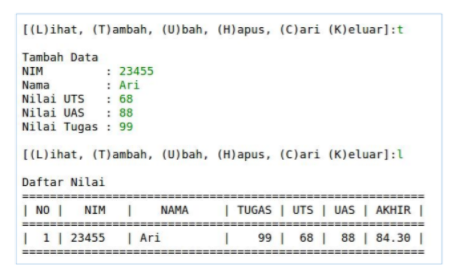 [(L)ihat, (T)ambah, (U)bah, (H)apus, (C)ari (K)eluar]:t
Tambah Data
NIM : 23455
Nama : Ari
Nilai UTS : 68
Nilai UAS : 88
Nilai Tugas : 99
[(L)ihat, (T)ambah, (U)bah, (H)apus, (C)ari (K)eluar]:l
Daftar Nilai
==========================================================
| NO | NIM | NAMA | TUGAS | UTS | UAS | AKHIR |
==========================================================
| 1 | 23455 | Ari | 99 | 68 | 88 | 84.30 |
==========================================================